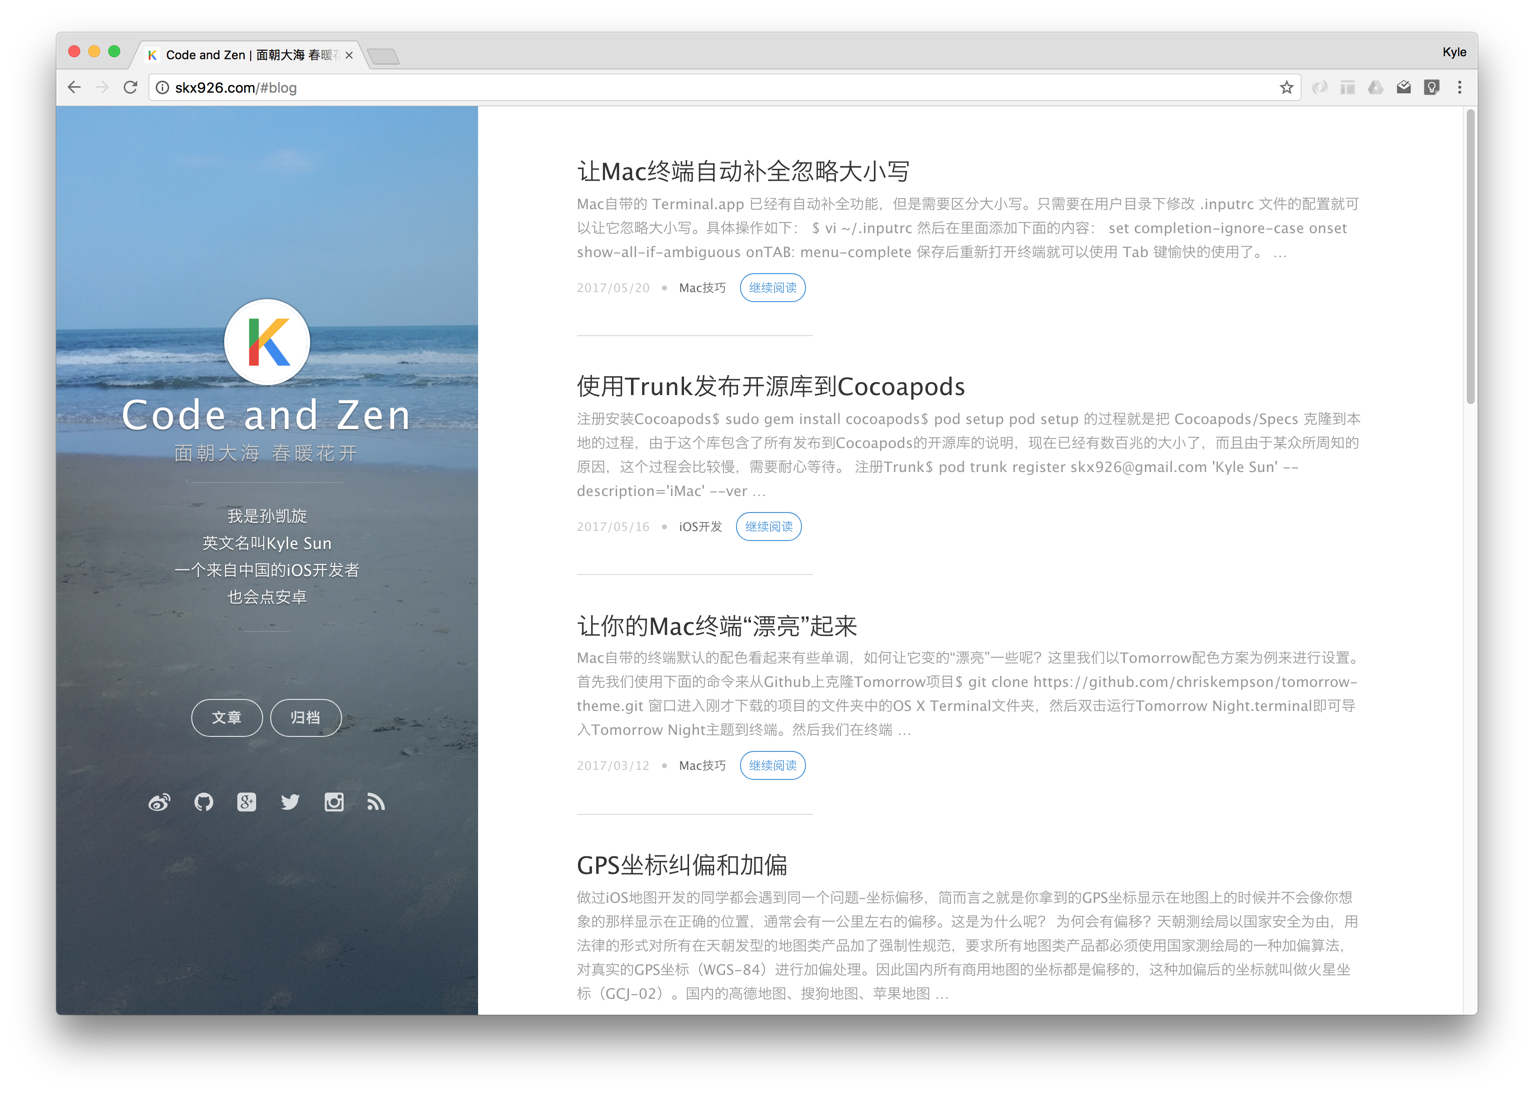 Code and Zen | 面朝大海 春暖花
Kyle
skx926.com/#blog
K
Code and Zen
面朝大海 春暖花开
我是孙凯旋
英文名叫Kyle Sun
一个来自中国的iOS开发者
也会点安卓
文章
归档
让Mac终端自动补全忽略大小写
Mac自带的 Terminal.app 已经有自动补全功能，但是需要区分大小写。只需要在用户目录下修改 .inputrc 文件的配置就可
以让它忽略大小写。具体操作如下： $ vi ~/.inputrc 然后在里面添加下面的内容： set completion-ignore-case onset
show-all-if-ambiguous onTAB: menu-complete 保存后重新打开终端就可以使用 Tab 键愉快的使用了。 ...
2017/05/20 • Mac技巧 继续阅读
使用Trunk发布开源库到Cocoapods
注册安装Cocoapods$ sudo gem install cocoapods$ pod setup pod setup 的过程就是把 Cocoapods/Specs 克隆到本
地的过程，由于这个库包含了所有发布到Cocoapods的开源库的说明，现在已经有数百兆的大小了，而且由于某众所周知的
原因，这个过程会比较慢，需要耐心等待。 注册Trunk$ pod trunk register skx926@gmail.com 'Kyle Sun' --
description='iMac' --ver ...
2017/05/16 • iOS开发 继续阅读
让你的Mac终端“漂亮”起来
Mac自带的终端默认的配色看起来有些单调，如何让它变的“漂亮”一些呢？这里我们以Tomorrow配色方案为例来进行设置。
首先我们使用下面的命令来从Github上克隆Tomorrow项目$ git clone https://github.com/chriskempson/tomorrow-
theme.git 窗口进入刚才下载的项目的文件夹中的OS X Terminal文件夹，然后双击运行Tomorrow Night.terminal即可导
入Tomorrow Night主题到终端。然后我们在终端 ...
2017/03/12 • Mac技巧 继续阅读
GPS坐标纠偏和加偏
做过iOS地图开发的同学都会遇到同一个问题-坐标偏移，简而言之就是你拿到的GPS坐标显示在地图上的时候并不会像你想
象的那样显示在正确的位置，通常会有一公里左右的偏移。这是为什么呢？ 为何会有偏移？天朝测绘局以国家安全为由，用
法律的形式对所有在天朝发型的地图类产品加了强制性规范，要求所有地图类产品都必须使用国家测绘局的一种加偏算法，
对真实的GPS坐标（WGS-84）进行加偏处理。因此国内所有商用地图的坐标都是偏移的，这种加偏后的坐标就叫做火星坐
标（GCJ-02）。国内的高德地图、搜狗地图、苹果地图 ...